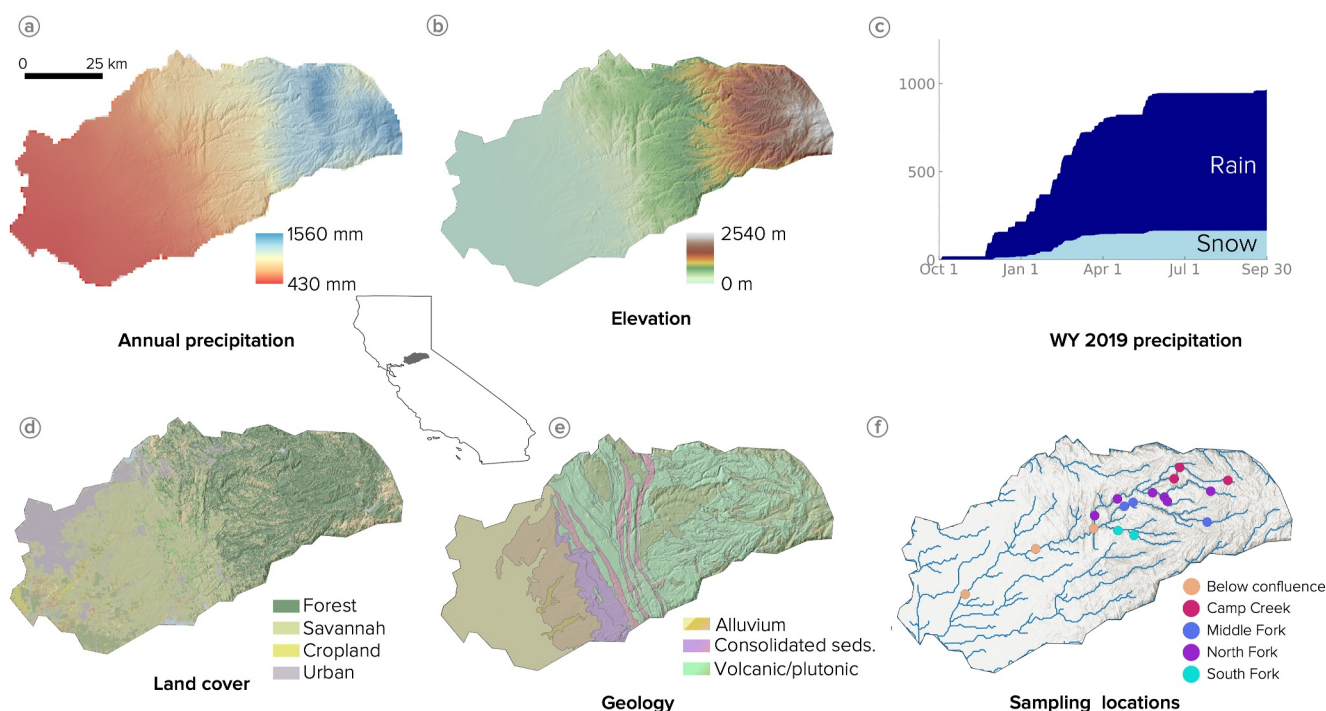 a
0 25 km
1560 mm
430 mm
Annual precipitation
b
2540 m
0 m
Elevation
c
1000
500
0
Rain
Snow
Oct 1 Jan 1 Apr 1 Jul 1 Sep 30
WY 2019 precipitation
d
Forest
Savannah
Cropland
Urban
Land cover
e
Alluvium
Consolidated seds.
Volcanic/plutonic
Geology
f
Below confluence
Camp Creek
Middle Fork
North Fork
South Fork
Sampling locations